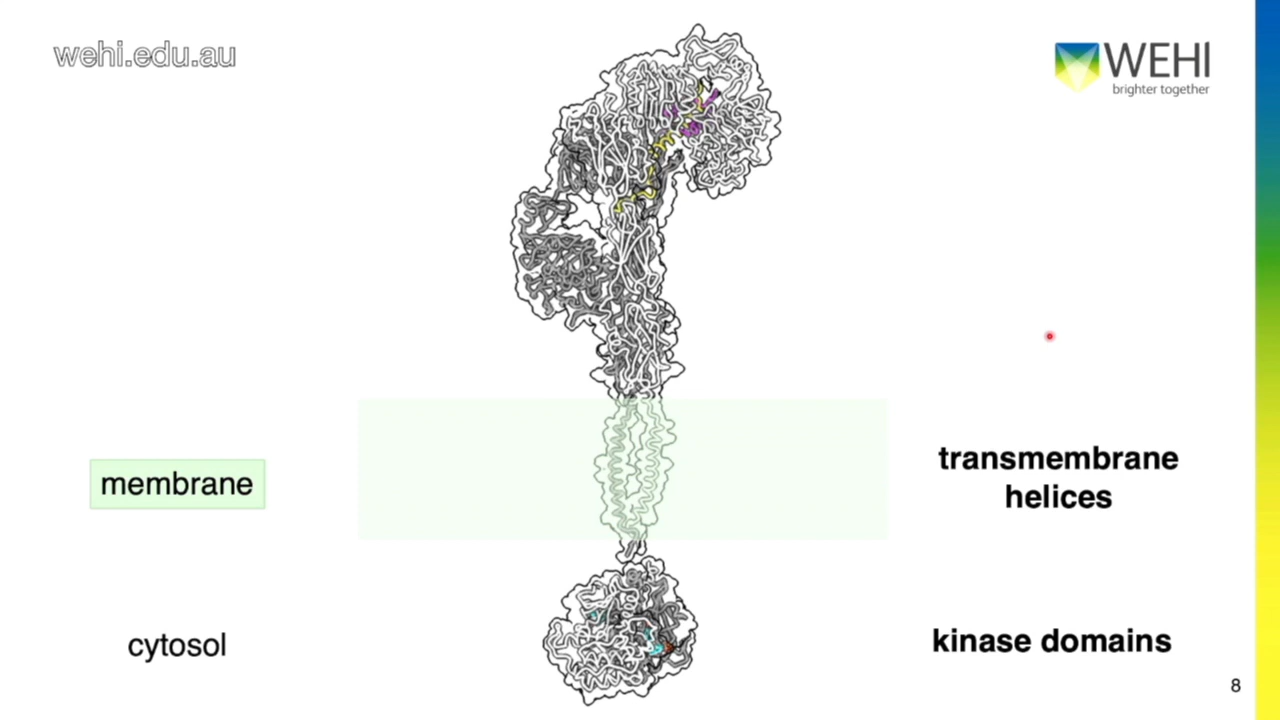 wehi.edu.au
WEHI
brighter together
membrane
transmembrane
helices
cytosol
kinase domains
8